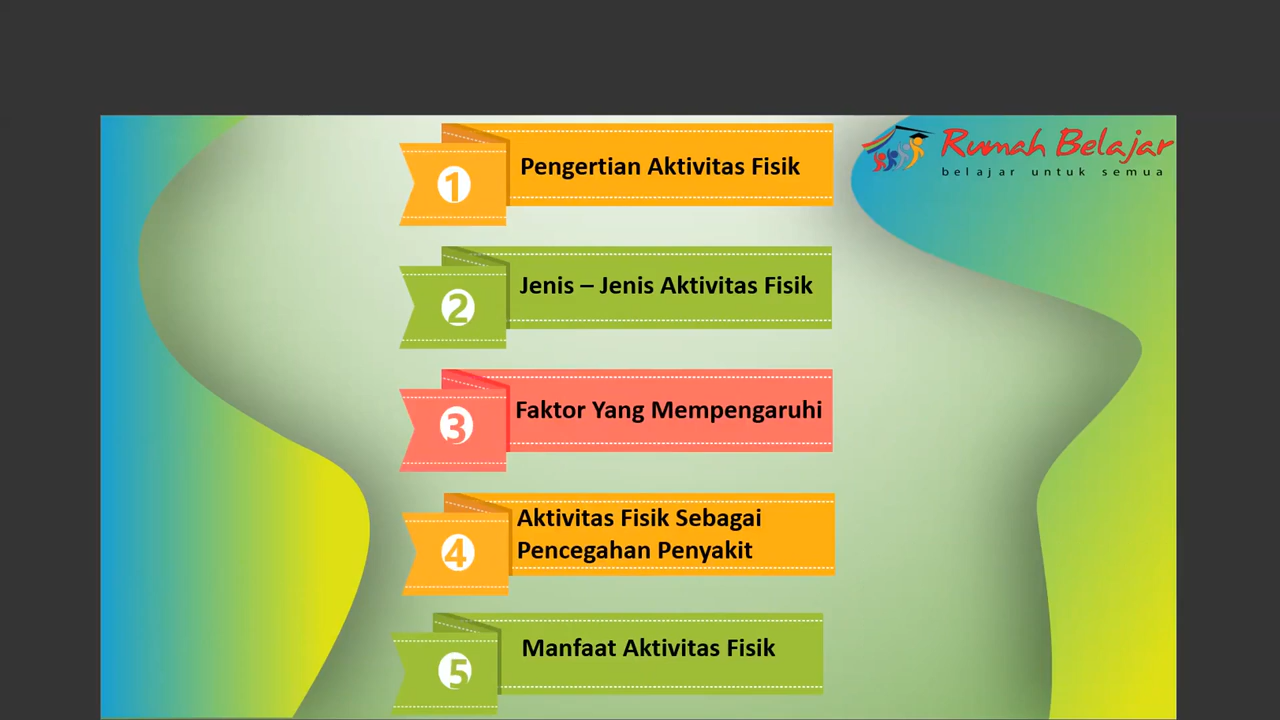 Rumah Belajar
belajar untuk semua
1 Pengertian Aktivitas Fisik
2 Jenis – Jenis Aktivitas Fisik
3 Faktor Yang Mempengaruhi
4 Aktivitas Fisik Sebagai
Pencegahan Penyakit
5 Manfaat Aktivitas Fisik